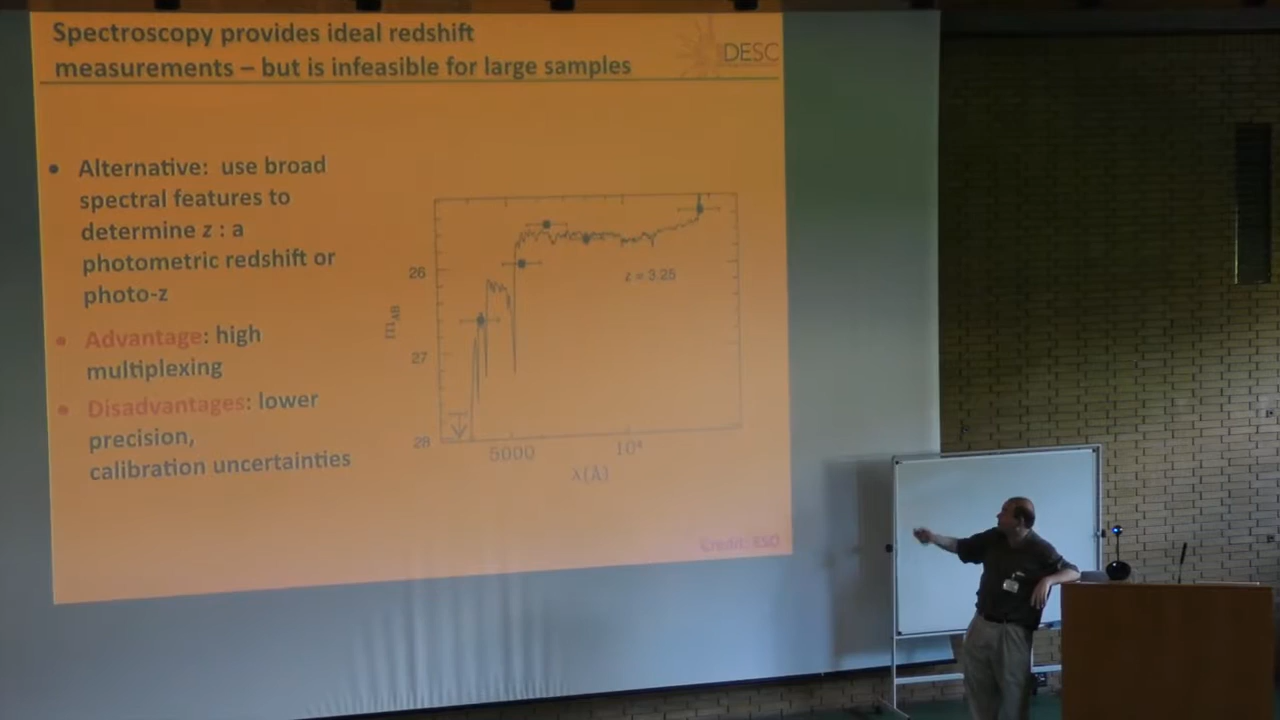 Spectroscopy provides ideal redshift
measurements – but is infeasible for large samples
DESC
• Alternative: use broad
spectral features to
determine z : a
photometric redshift or
photo-z
• Advantage: high
multiplexing
• Disadvantages: lower
precision,
calibration uncertainties
26
27
28
m_AB
z = 3.25
5000
10⁴
λ(Å)
Credit: ESO